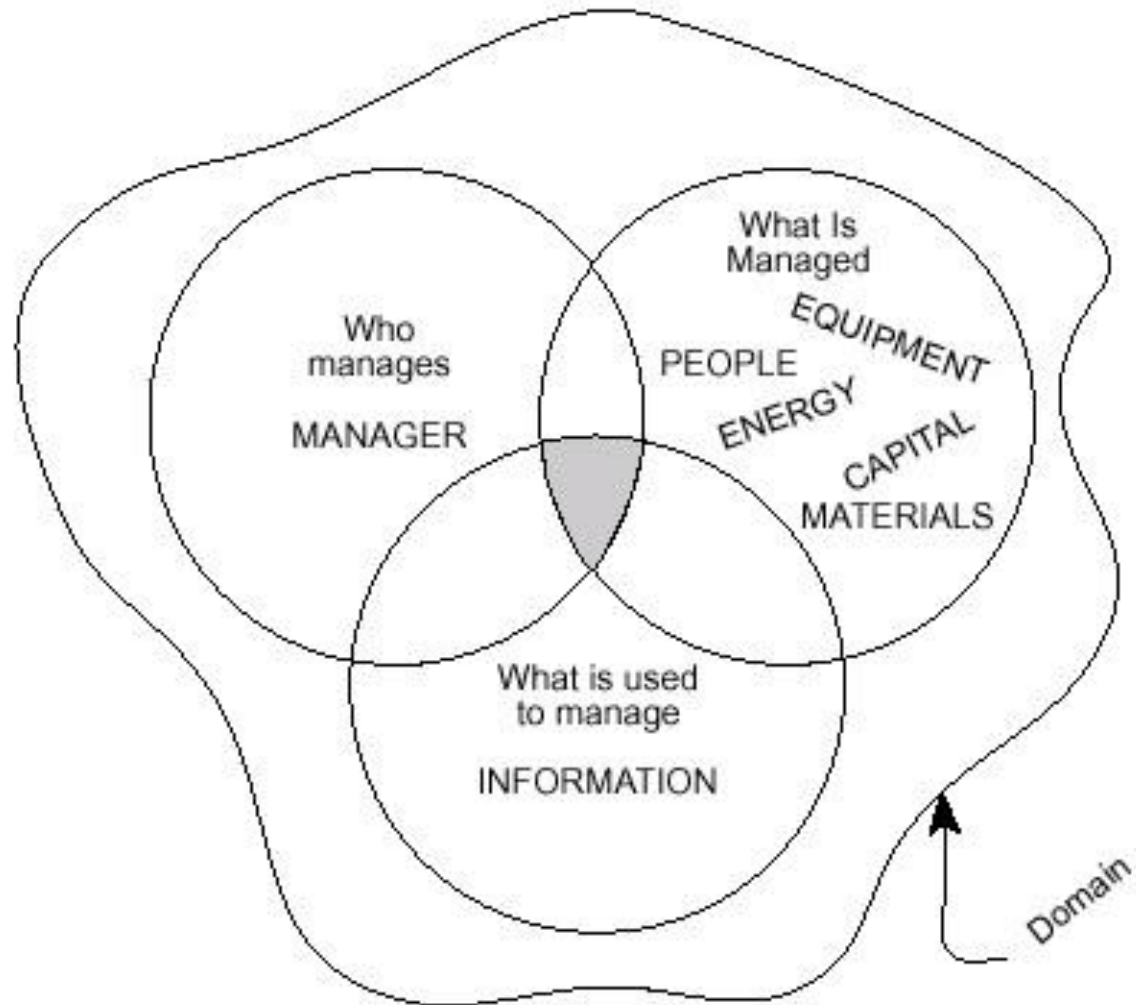 Who
manages
MANAGER
What Is
Managed
EQUIPMENT
PEOPLE
ENERGY
CAPITAL
MATERIALS
What is used
to manage
INFORMATION
Domain